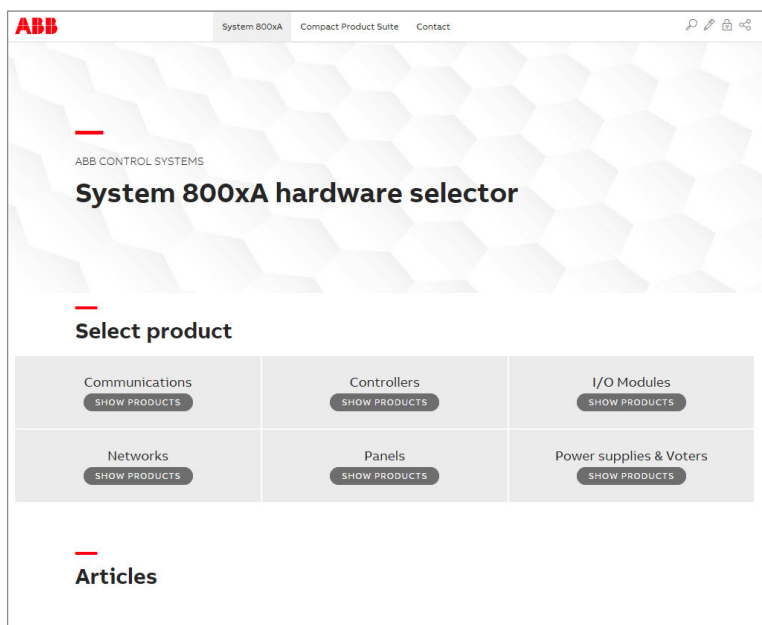 ABB
System 800xA Compact Product Suite Contact
ABB CONTROL SYSTEMS
System 800xA hardware selector
Select product
Communications Controllers I/O Modules
SHOW PRODUCTS SHOW PRODUCTS SHOW PRODUCTS
Networks Panels Power supplies & Voters
SHOW PRODUCTS SHOW PRODUCTS SHOW PRODUCTS
Articles